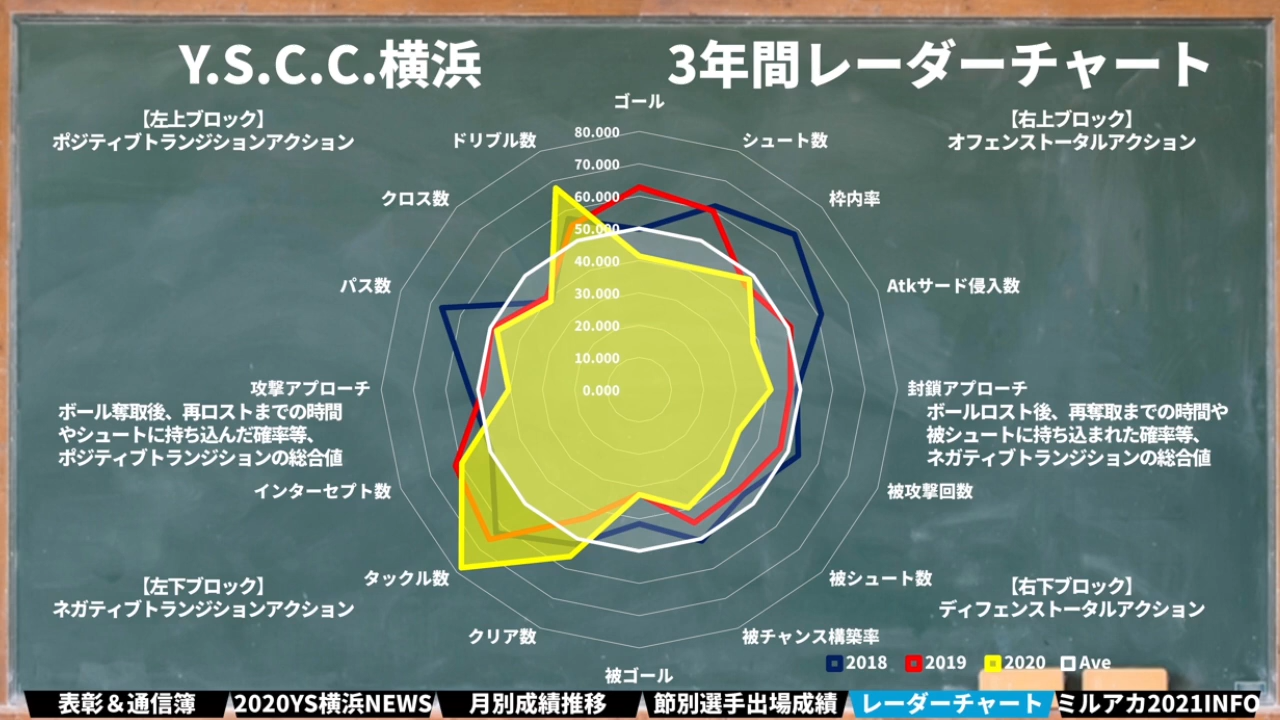 Y.S.C.C.横浜
3年間レーダーチャート
【左上ブロック】
ポジティブトランジションアクション
【右上ブロック】
オフェンストータルアクション
ゴール
ドリブル数
シュート数
クロス数
枠内率
パス数
Atkサード侵入数
80.000
70.000
60.000
50.000
40.000
30.000
20.000
10.000
0.000
攻撃アプローチ
ボール奪取後、再ロストまでの時間
やシュートに持ち込んだ確率等、
ポジティブトランジションの総合値
封鎖アプローチ
ボールロスト後、再奪取までの時間や
被シュートに持ち込まれた確率等、
ネガティブトランジションの総合値
インターセプト数
被攻撃回数
タックル数
被シュート数
【左下ブロック】
ネガティブトランジションアクション
【右下ブロック】
ディフェンストータルアクション
クリア数
被チャンス構築率
被ゴール
2018 2019 2020 Ave
表彰&通信簿 2020YS横浜NEWS 月別成績推移 節別選手出場成績 レーダーチャート ミルアカ2021INFO